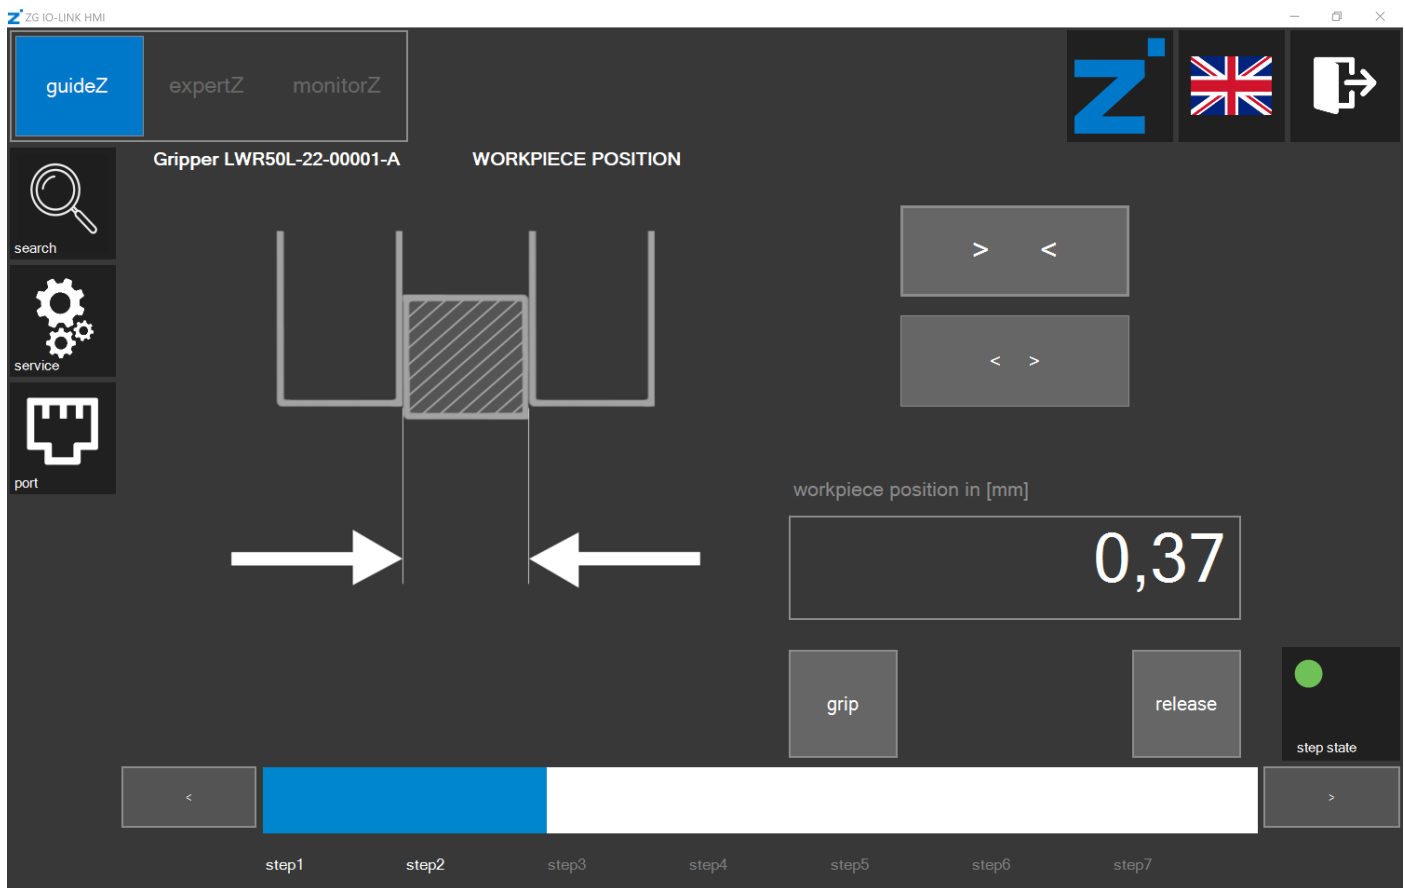 ZG IO-LINK HMI
guideZ expertZ monitorZ
Gripper LWR50L-22-00001-A WORKPIECE POSITION
search
> <
service
< >
port
workpiece position in [mm]
0,37
grip release
step state
< >
step1 step2 step3 step4 step5 step6 step7